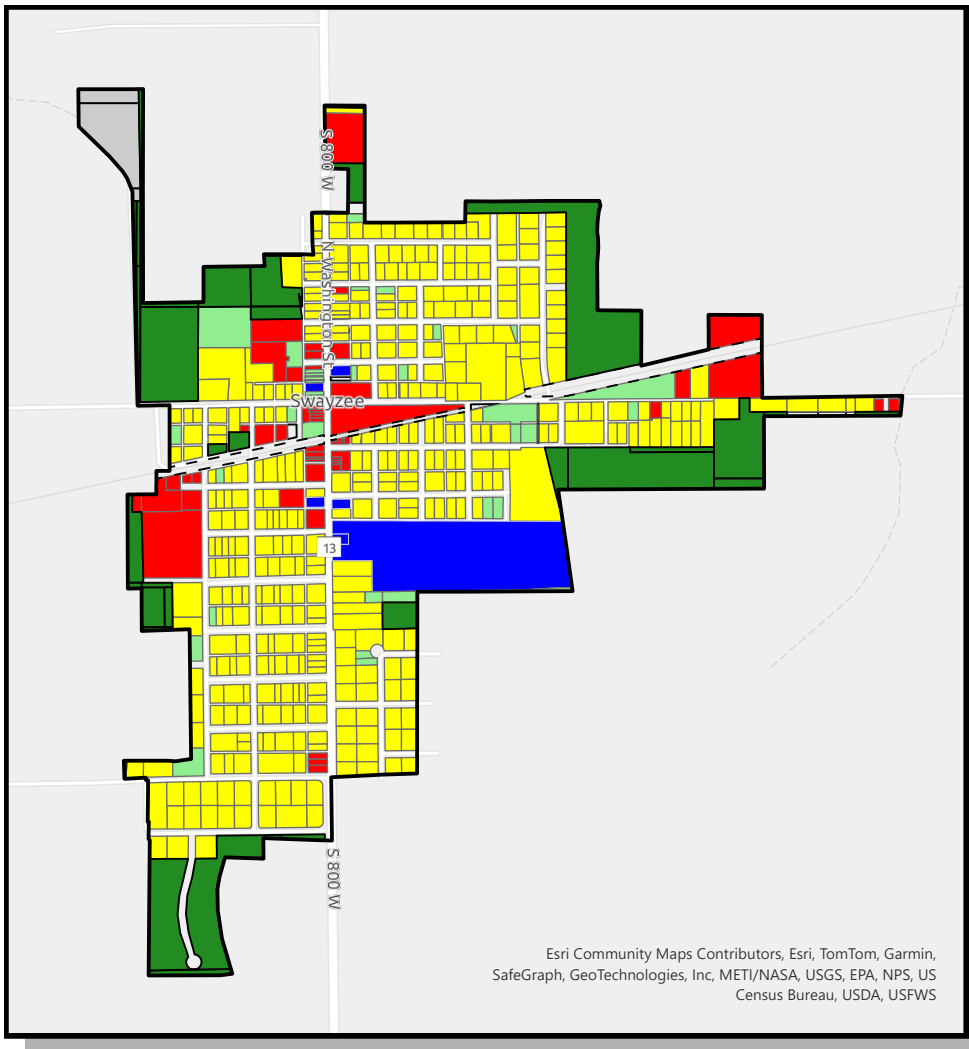 S 800 W
N Washington St
Swayzee
13
S 800 W
Esri Community Maps Contributors, Esri, TomTom, Garmin,
SafeGraph, GeoTechnologies, Inc, METI/NASA, USGS, EPA, NPS, US
Census Bureau, USDA, USFWS